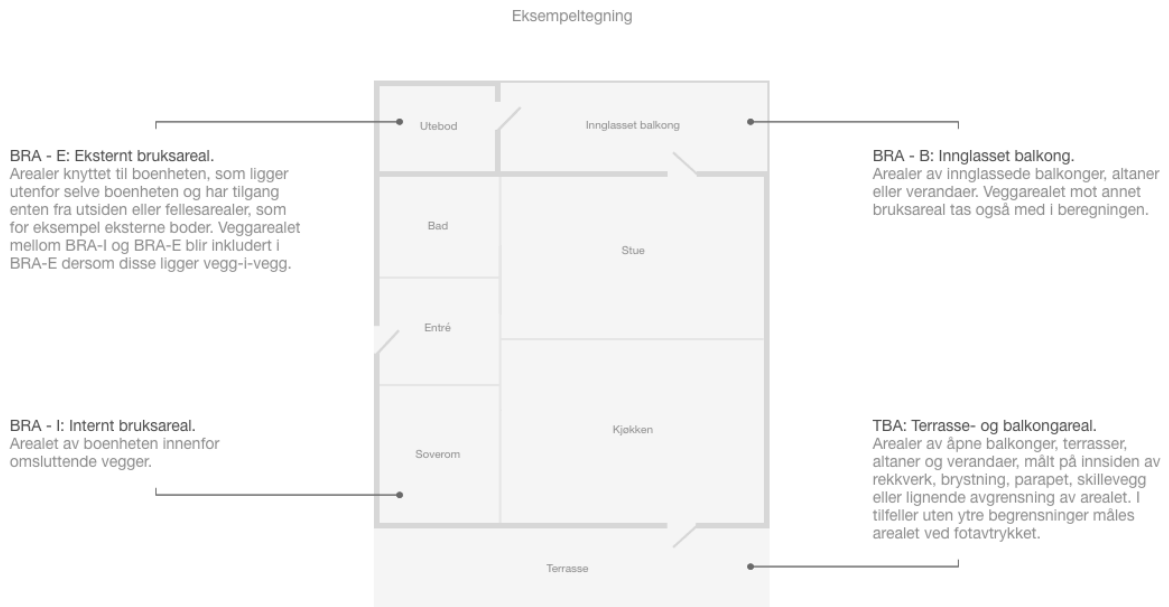 Eksempeltegning
Utebod
Innglasset balkong
BRA - E: Eksternt bruksareal.
Arealer knyttet til boenheten, som ligger
utenfor selve boenheten og har tilgang
enten fra utsiden eller fellesarealer, som
for eksempel eksterne boder. Veggarealet
mellom BRA-I og BRA-E blir inkludert i
BRA-E dersom disse ligger vegg-i-vegg.
BRA - B: Innglasset balkong.
Arealer av innglassede balkonger, altaner
eller verandaer. Veggarealet mot annet
bruksareal tas også med i beregningen.
Bad
Stue
Entré
BRA - I: Internt bruksareal.
Arealet av boenheten innenfor
omsluttende vegger.
Soverom
Kjøkken
TBA: Terrasse- og balkongareal.
Arealer av åpne balkonger, terrasser,
altaner og verandaer, målt på innsiden av
rekkverk, brystning, parapet, skillevegg
eller lignende avgrensning av arealet. I
tilfeller uten ytre begrensninger måles
arealet ved fotavtrykket.
Terrasse